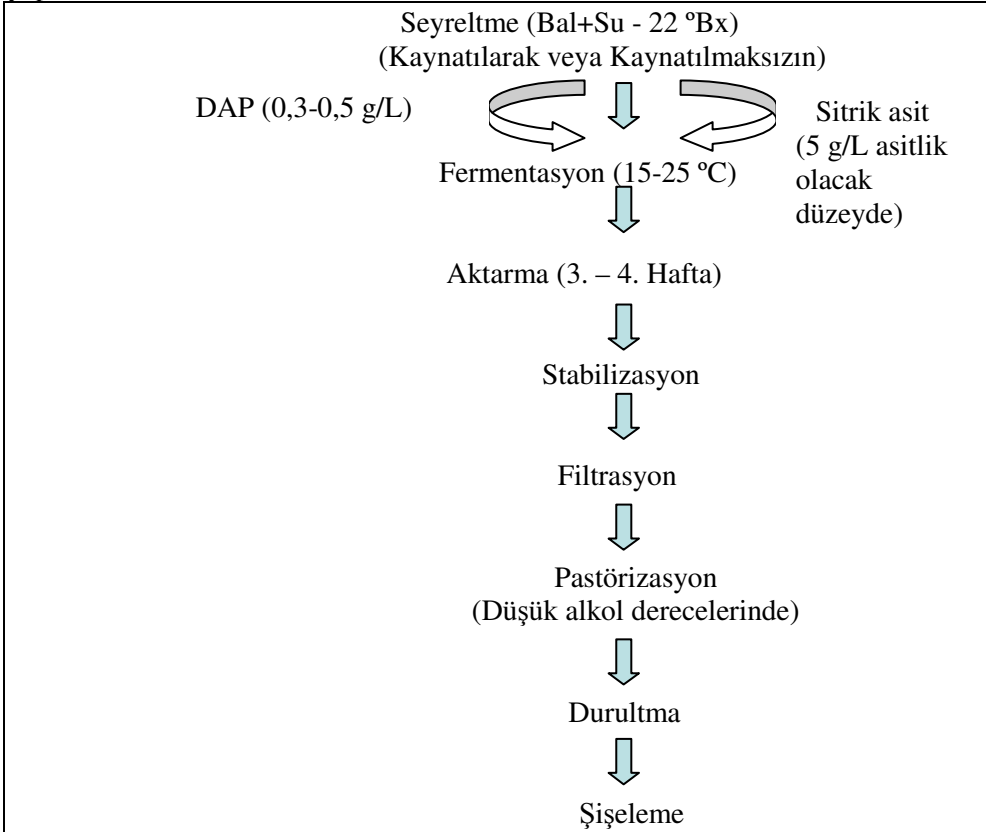 Seyreltme (Bal+Su - 22 ºBx)
(Kaynatılarak veya Kaynatılmaksızın)
DAP (0,3-0,5 g/L)
Sitrik asit
(5 g/L asitlik
olacak
düzeyde)
Fermentasyon (15-25 ºC)
Aktarma (3. – 4. Hafta)
Stabilizasyon
Filtrasyon
Pastörizasyon
(Düşük alkol derecelerinde)
Durultma
Şişeleme